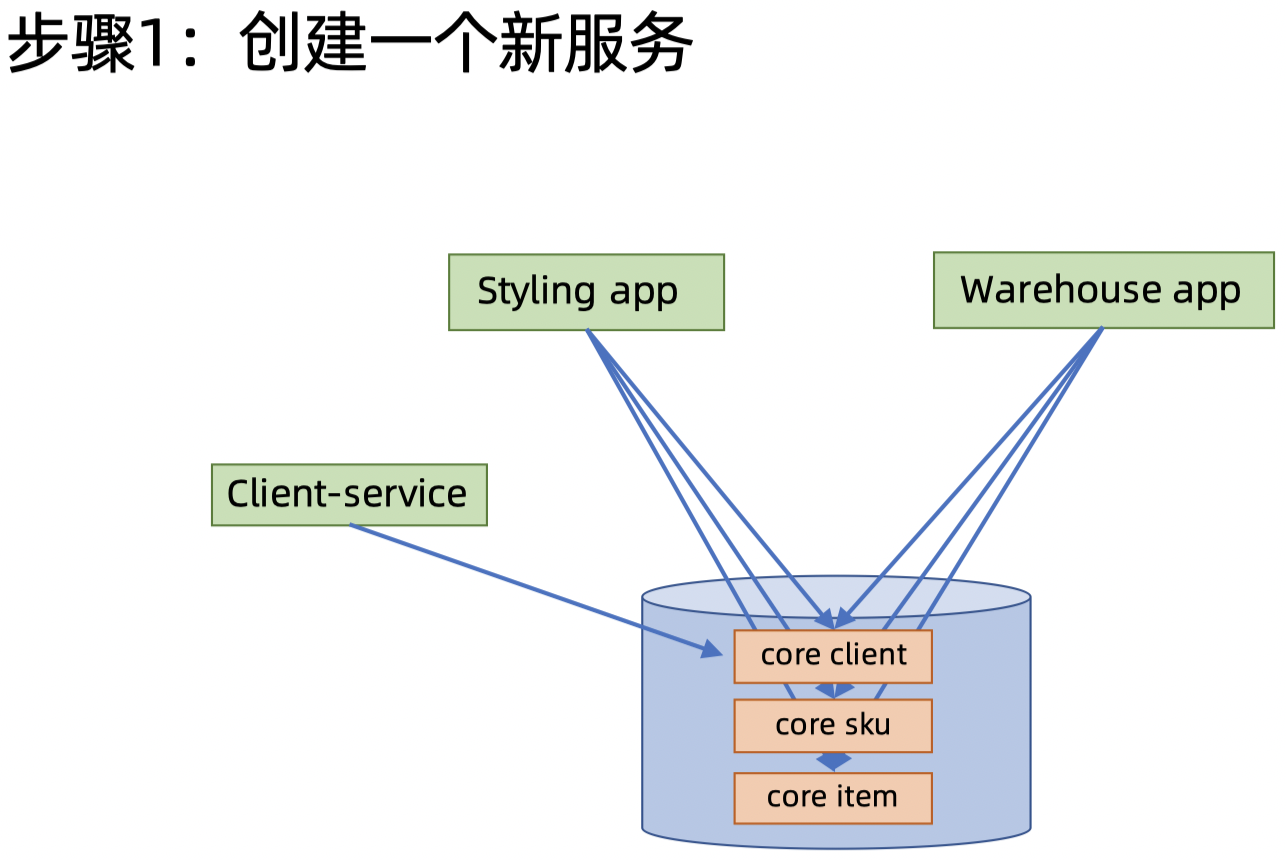 步骤1：创建一个新服务
Styling app
Warehouse app
Client-service
core client
core sku
core item